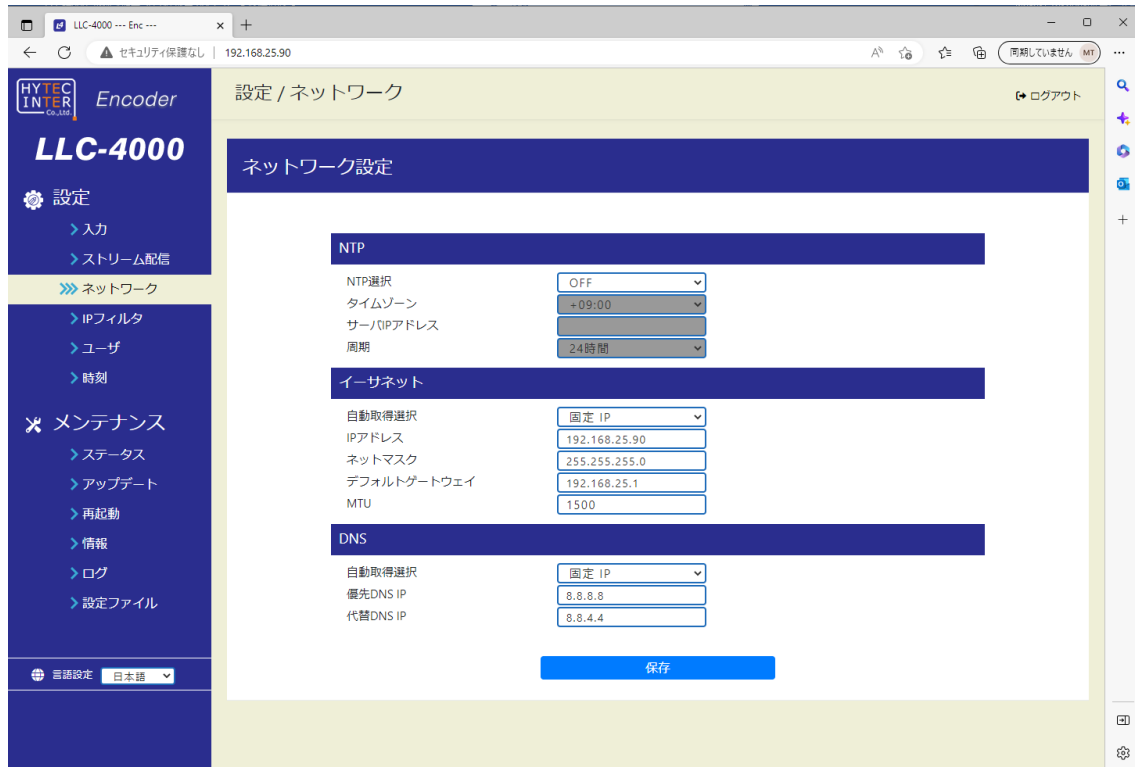 LLC-4000 --- Enc ---
セキュリティ保護なし | 192.168.25.90
同期していません MT
HYTEC INTER Co.,Ltd. Encoder
LLC-4000
設定
入力
ストリーム配信
ネットワーク
IPフィルタ
ユーザ
時刻
メンテナンス
ステータス
アップデート
再起動
情報
ログ
設定ファイル
言語設定 日本語
設定 / ネットワーク
ログアウト
ネットワーク設定
NTP
NTP選択 OFF
タイムゾーン +09:00
サーバIPアドレス
周期 24時間
イーサネット
自動取得選択 固定 IP
IPアドレス 192.168.25.90
ネットマスク 255.255.255.0
デフォルトゲートウェイ 192.168.25.1
MTU 1500
DNS
自動取得選択 固定 IP
優先DNS IP 8.8.8.8
代替DNS IP 8.8.4.4
保存